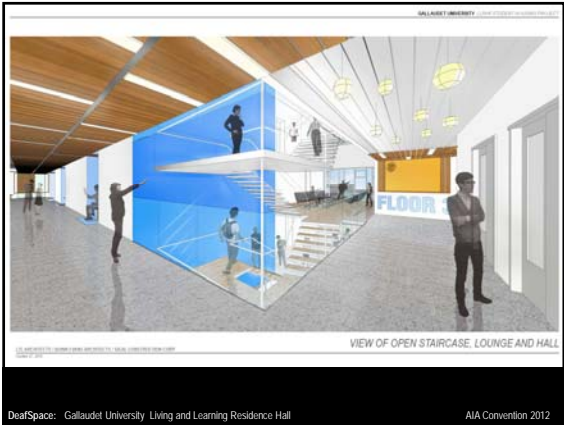 GALLAUDET UNIVERSITY
FLOOR 3
VIEW OF OPEN STAIRCASE, LOUNGE AND HALL
DeafSpace: Gallaudet University Living and Learning Residence Hall
AIA Convention 2012